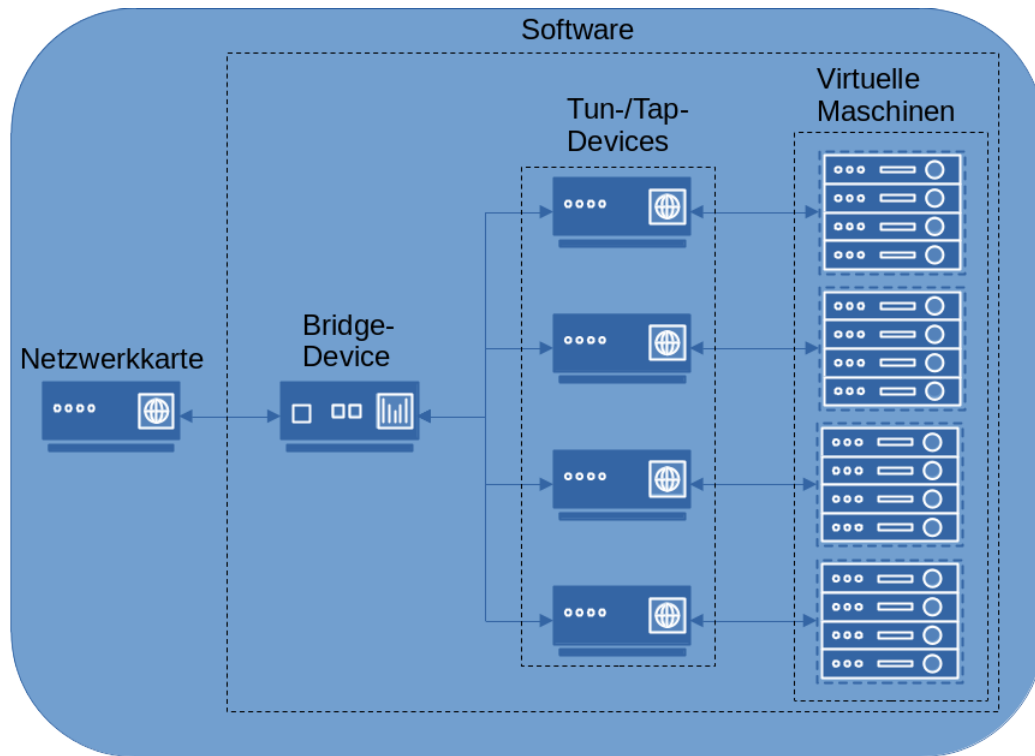 Software
Virtuelle
Maschinen
Tun-/Tap-
Devices
Bridge-
Device
Netzwerkkarte